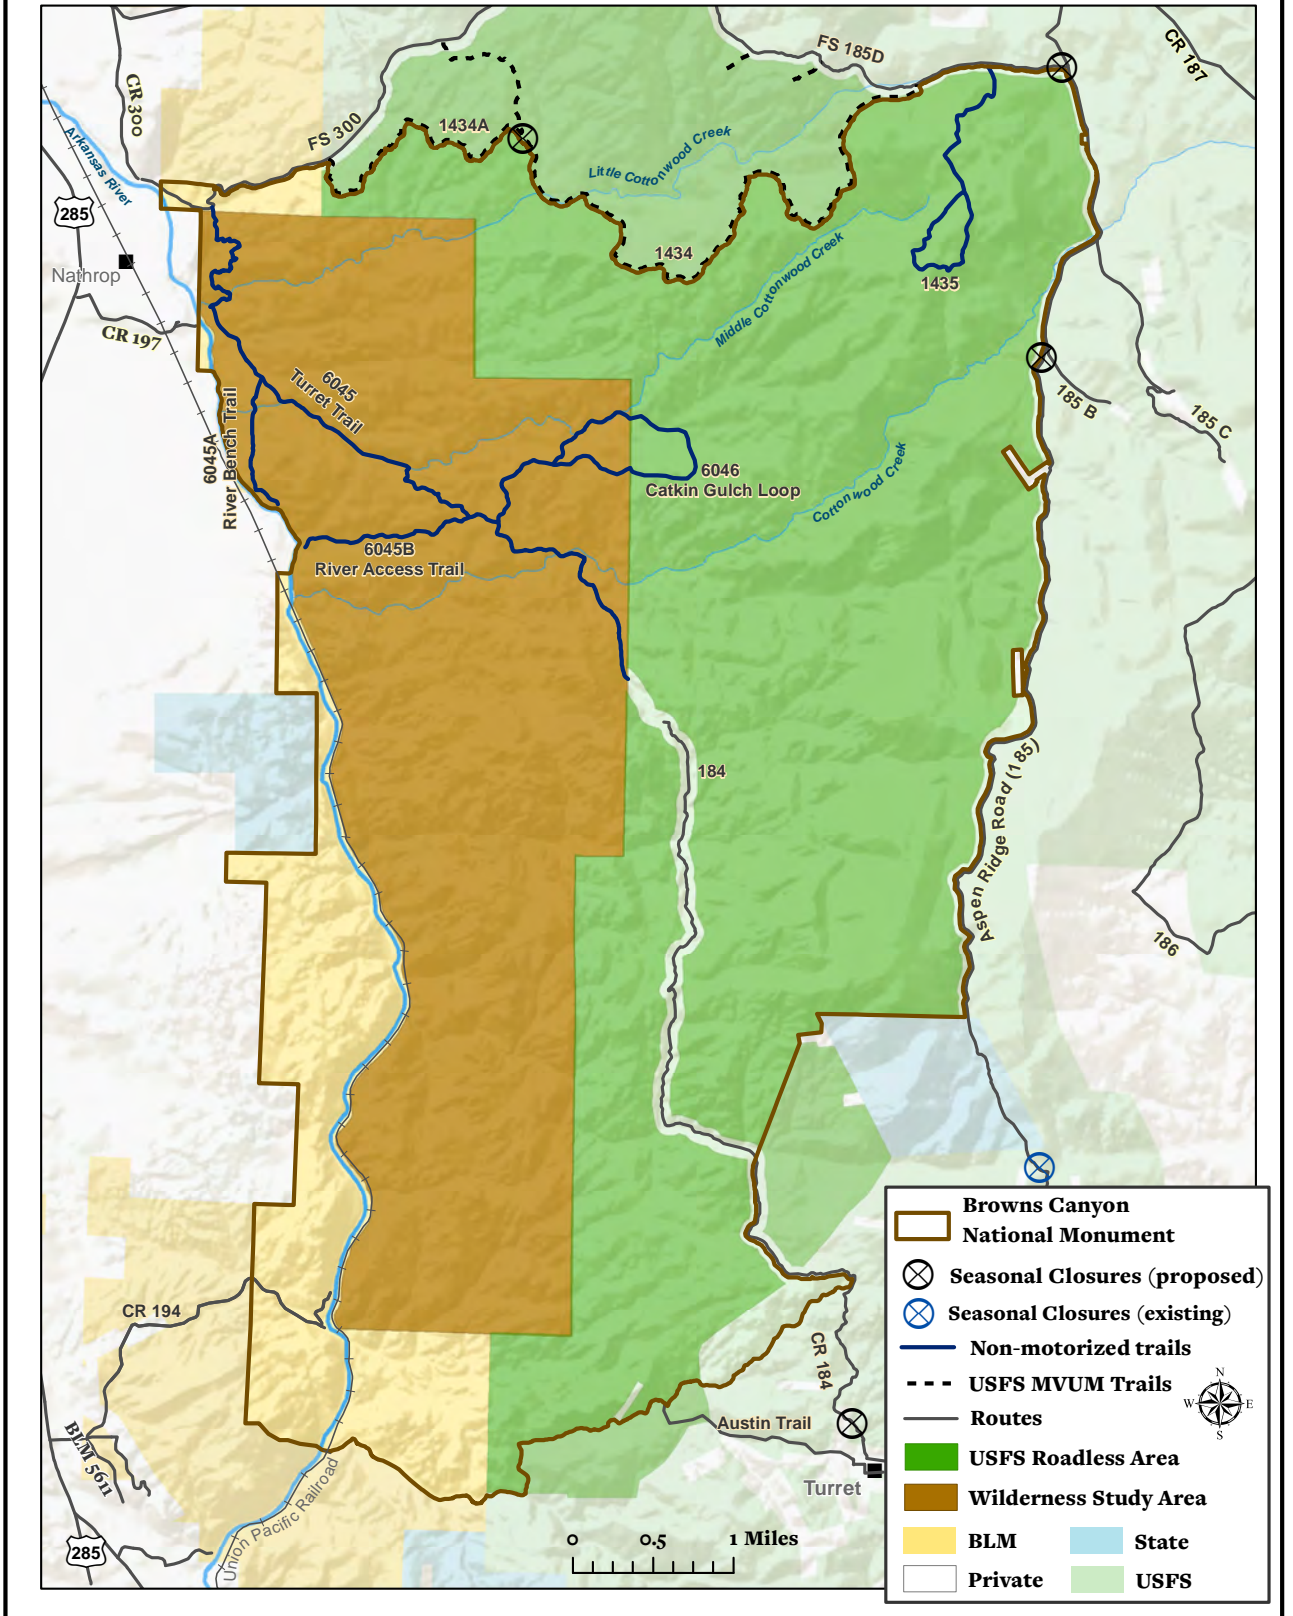 FS 185D
CR 187
CR 300
FS 300
1434A
Arkansas River
Little Cottonwood Creek
285
Nathrop
1434
Middle Cottonwood Creek
1435
CR 197
6045
Turret Trail
185 B
185 C
6045A
River Bench Trail
6046
Catkin Gulch Loop
Cottonwood Creek
6045B
River Access Trail
184
Aspen Ridge Road (185)
186
CR 194
CR 184
Austin Trail
BLM 5611
Turret
Union Pacific Railroad
285
0 0.5 1 Miles
Browns Canyon
National Monument
Seasonal Closures (proposed)
Seasonal Closures (existing)
Non-motorized trails
USFS MVUM Trails
Routes
N
W E
S
USFS Roadless Area
Wilderness Study Area
BLM State
Private USFS